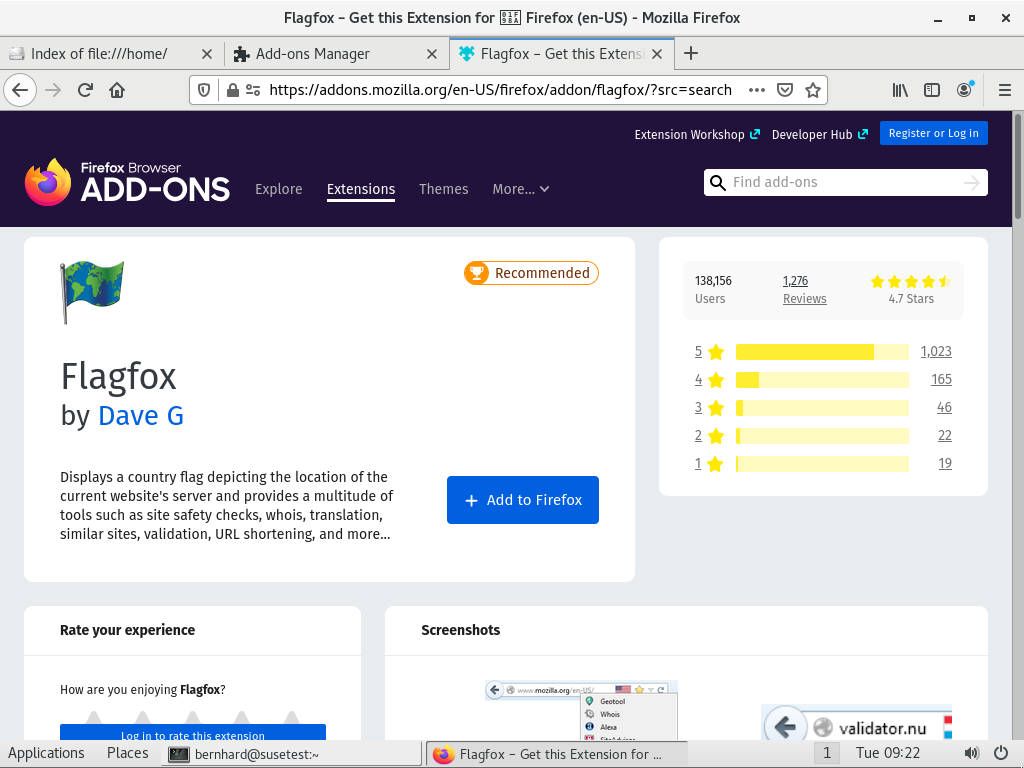 Flagfox – Get this Extension for 🦊 Firefox (en-US) - Mozilla Firefox
Index of file:///home/
Add-ons Manager
Flagfox – Get this Extens
https://addons.mozilla.org/en-US/firefox/addon/flagfox/?src=search
Extension Workshop
Developer Hub
Register or Log in
Firefox Browser
ADD-ONS
Explore
Extensions
Themes
More...
Find add-ons
Recommended
Flagfox
by Dave G
Displays a country flag depicting the location of the
current website's server and provides a multitude of
tools such as site safety checks, whois, translation,
similar sites, validation, URL shortening, and more...
+ Add to Firefox
138,156
Users
1,276
Reviews
4.7 Stars
5 1,023
4 165
3 46
2 22
1 19
Rate your experience
How are you enjoying Flagfox?
Log in to rate this extension
Screenshots
www.mozilla.org/en-US/
Geotool
Whois
Alexa
validator.nu
Applications
Places
bernhard@susetest:~
Flagfox – Get this Extension for ...
1
Tue 09:22